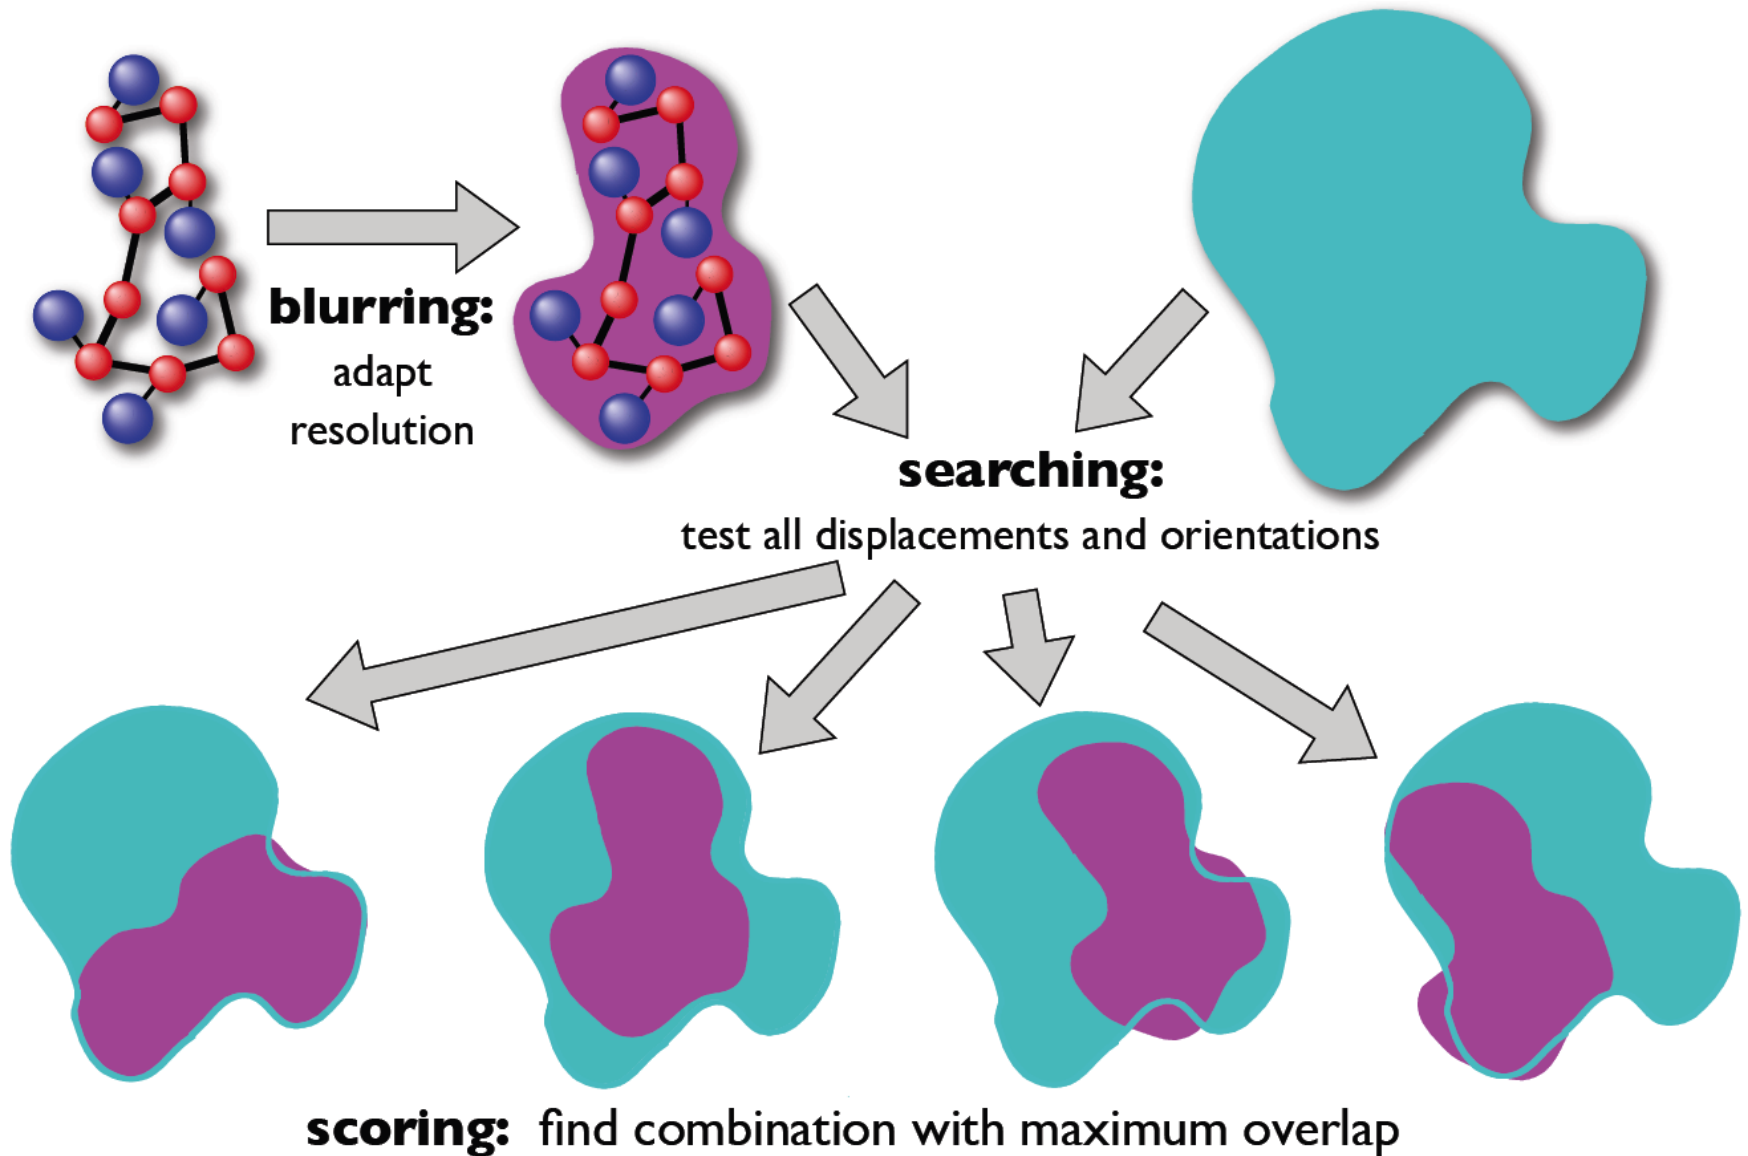 blurring:
adapt
resolution
searching:
test all displacements and orientations
scoring: find combination with maximum overlap